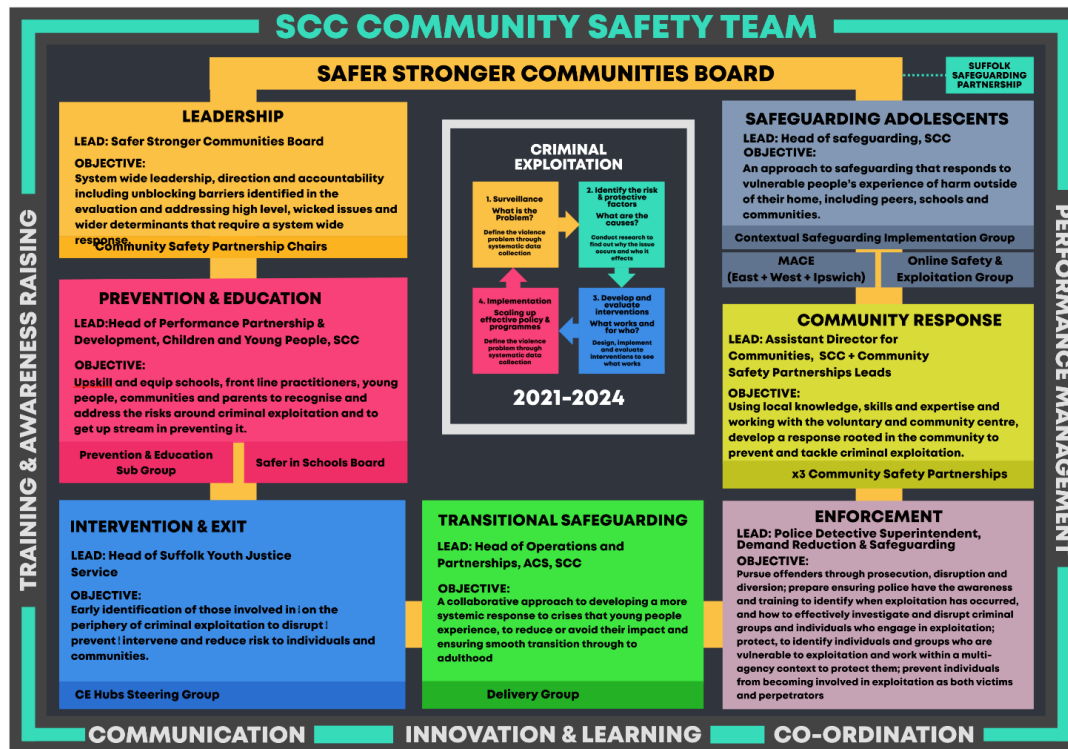 SCC COMMUNITY SAFETY TEAM
SAFER STRONGER COMMUNITIES BOARD
SUFFOLK
SAFEGUARDING
PARTNERSHIP
LEADERSHIP
LEAD: Safer Stronger Communities Board
OBJECTIVE:
System wide leadership, direction and accountability
including unblocking barriers identified in the
evaluation and addressing high level, wicked issues and
wider determinants that require a system wide
response.
Community Safety Partnership Chairs
PREVENTION & EDUCATION
LEAD:Head of Performance Partnership &
Development, Children and Young People, SCC
OBJECTIVE:
Upskill and equip schools, front line practitioners, young
people, communities and parents to recognise and
address the risks around criminal exploitation and to
get up stream in preventing it.
Prevention & Education
Sub Group
Safer in Schools Board
INTERVENTION & EXIT
LEAD: Head of Suffolk Youth Justice
Service
OBJECTIVE:
Early identification of those involved in ! on the
periphery of criminal exploitation to disrupt !
prevent ! intervene and reduce risk to individuals and
communities.
CE Hubs Steering Group
CRIMINAL
EXPLOITATION
1. Surveillance
What is the
Problem?
Define the violence
problem through
systematic data
collection
2. Identify the risk
& protective
factors
What are the
causes?
Conduct research to
find out why the issue
occurs and who it
effects
3. Develop and
evaluate
interventions
What works and
for who?
Design, implement
and evaluate
interventions to see
what works
4. Implementation
Scaling up
effective policy &
programmes
Define the violence
problem through
systematic data
collection
2021-2024
TRANSITIONAL SAFEGUARDING
LEAD: Head of Operations and
Partnerships, ACS, SCC
OBJECTIVE:
A collaborative approach to developing a more
systemic response to crises that young people
experience, to reduce or avoid their impact and
ensuring smooth transition through to
adulthood
Delivery Group
SAFEGUARDING ADOLESCENTS
LEAD: Head of safeguarding, SCC
OBJECTIVE:
An approach to safeguarding that responds to
vulnerable people's experience of harm outside
of their home, including peers, schools and
communities.
Contextual Safeguarding Implementation Group
MACE
(East + West + Ipswich)
Online Safety &
Exploitation Group
COMMUNITY RESPONSE
LEAD: Assistant Director for
Communities, SCC + Community
Safety Partnerships Leads
OBJECTIVE:
Using local knowledge, skills and expertise and
working with the voluntary and community centre,
develop a response rooted in the community to
prevent and tackle criminal exploitation.
x3 Community Safety Partnerships
ENFORCEMENT
LEAD: Police Detective Superintendent,
Demand Reduction & Safeguarding
OBJECTIVE:
Pursue offenders through prosecution, disruption and
diversion; prepare ensuring police have the awareness
and training to identify when exploitation has occurred,
and how to effectively investigate and disrupt criminal
groups and individuals who engage in exploitation;
protect, to identify individuals and groups who are
vulnerable to exploitation and work within a multi-
agency context to protect them; prevent individuals
from becoming involved in exploitation as both victims
and perpetrators
TRAINING & AWARENESS RAISING
PERFORMANCE MANAGEMENT
COMMUNICATION
INNOVATION & LEARNING
CO-ORDINATION